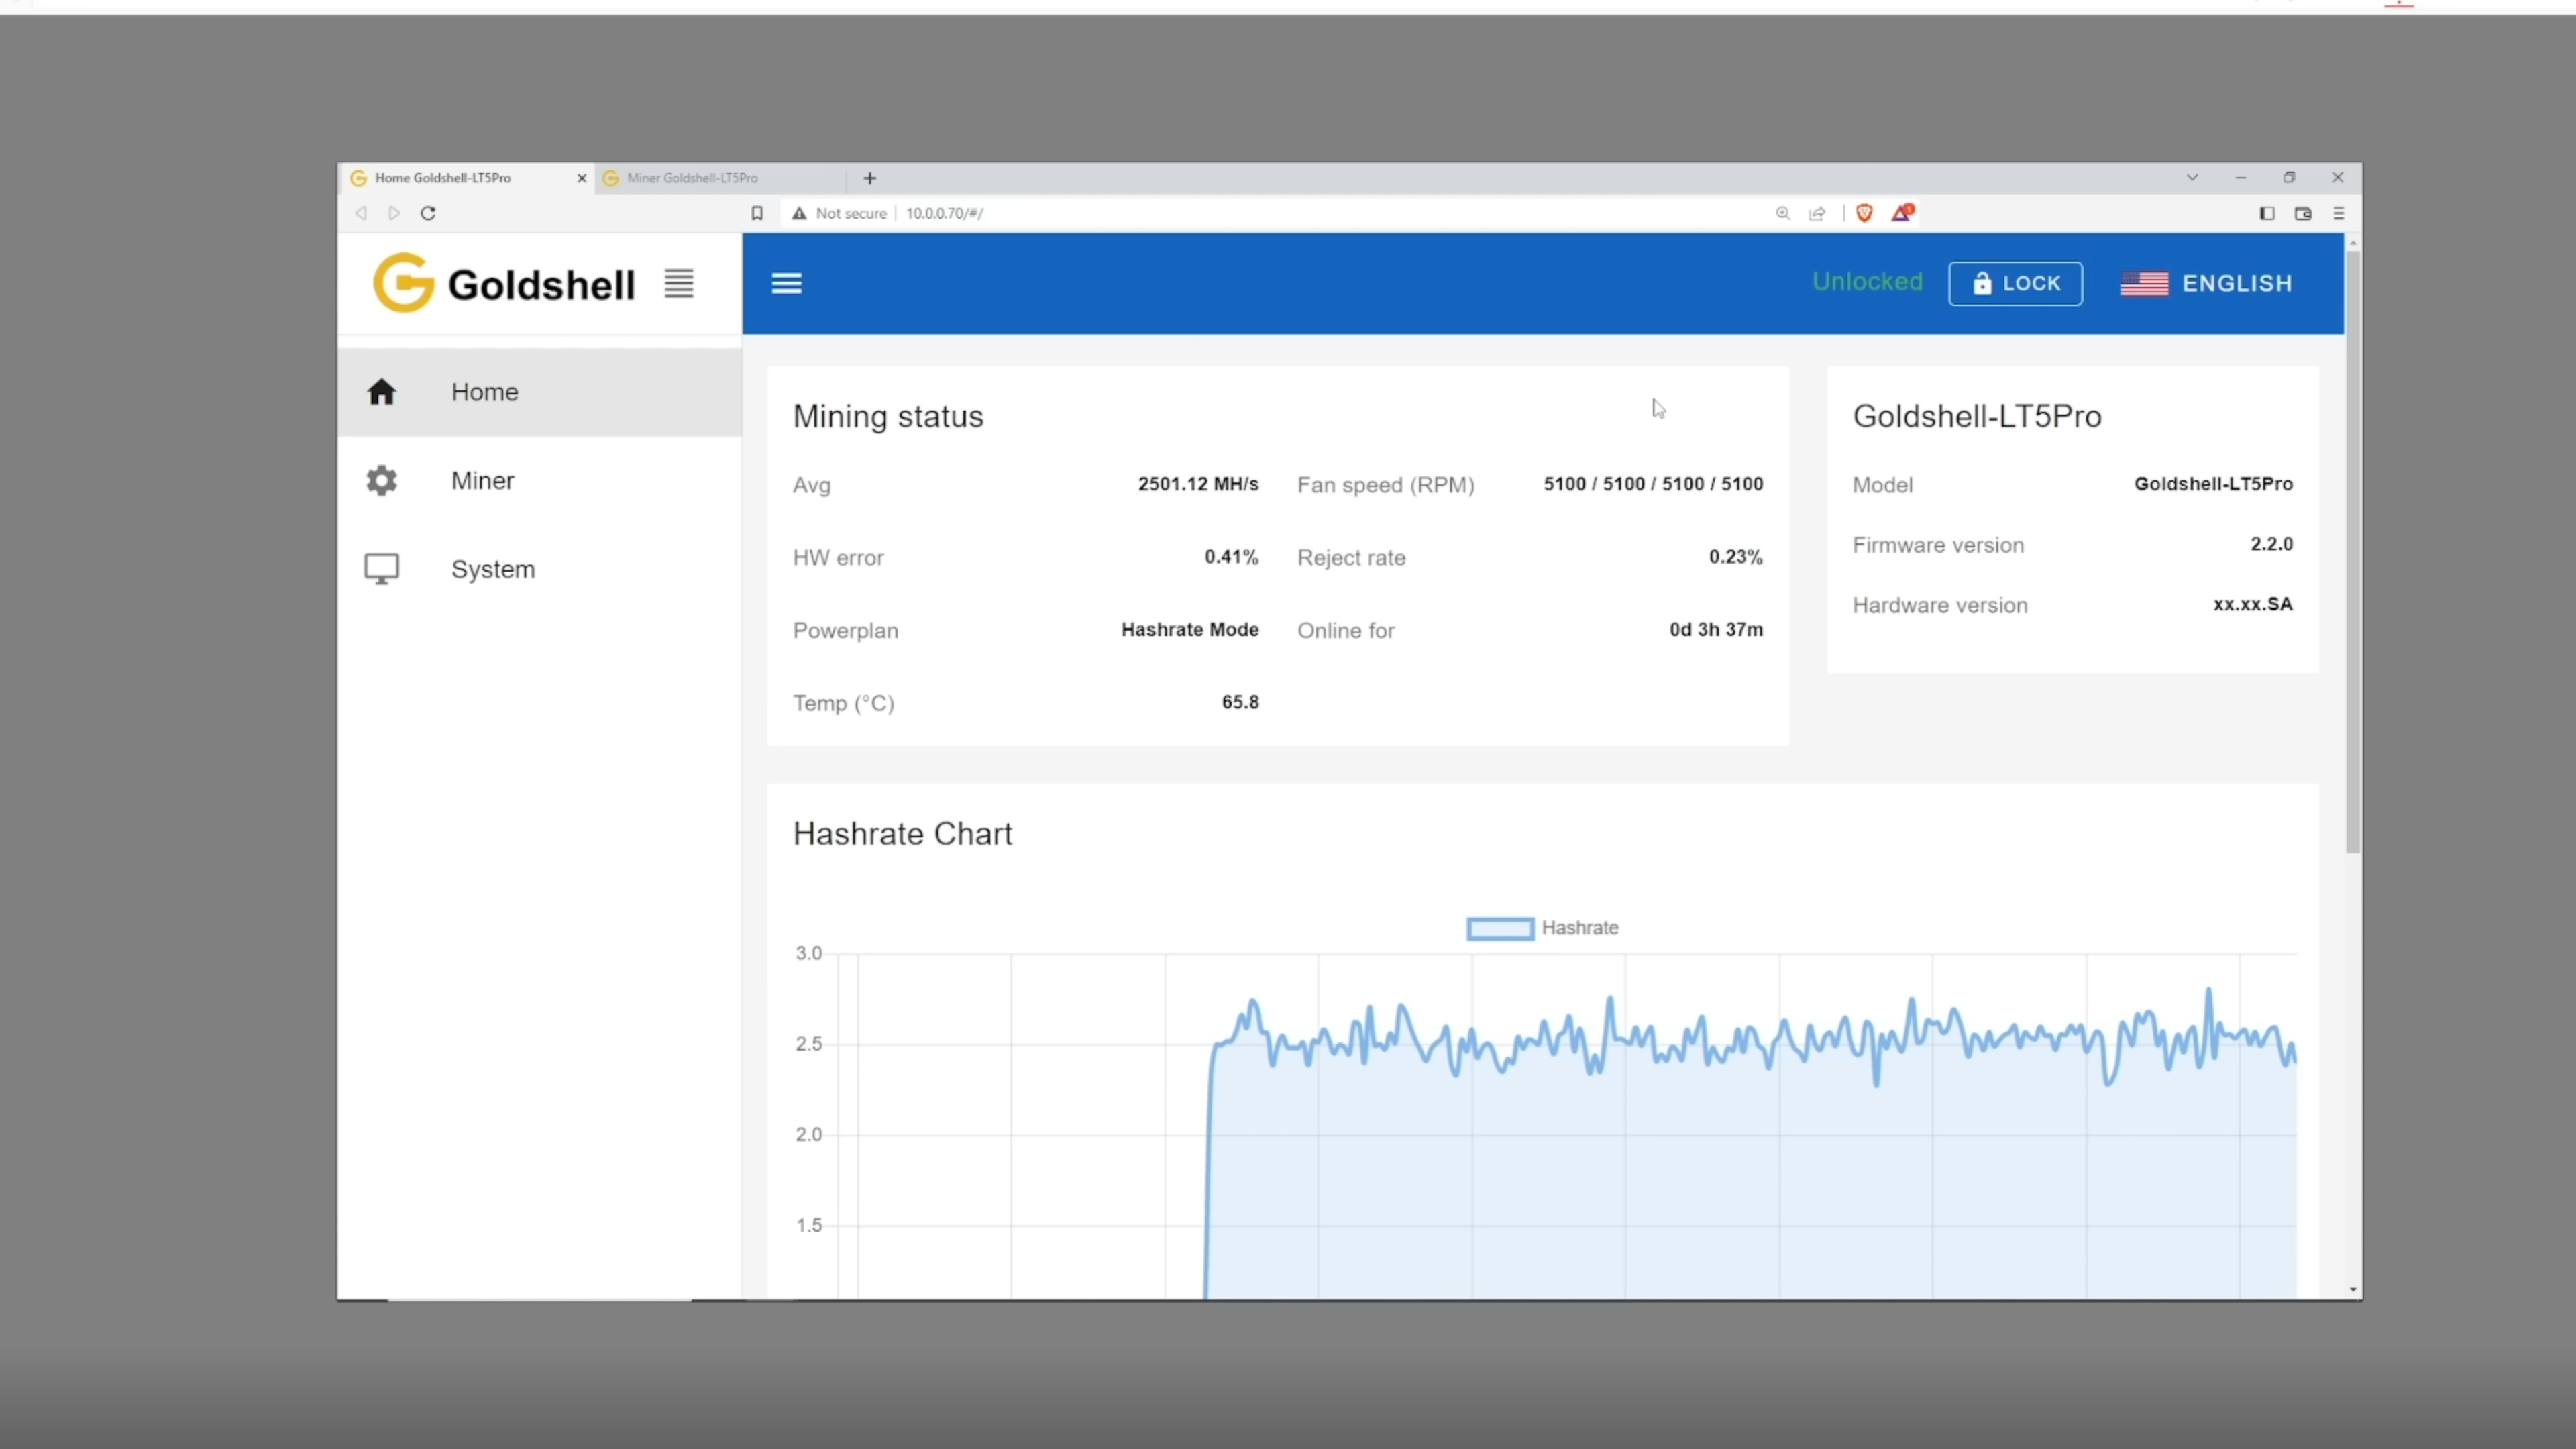 Home Goldshell-LT5Pro
Miner Goldshell-LT5Pro
Not secure
10.0.0.70/#/
Goldshell
Unlocked
LOCK
ENGLISH
Home
Miner
System
Mining status
Avg 2501.12 MH/s Fan speed (RPM) 5100 / 5100 / 5100 / 5100
HW error 0.41% Reject rate 0.23%
Powerplan Hashrate Mode Online for 0d 3h 37m
Temp (°C) 65.8
Goldshell-LT5Pro
Model Goldshell-LT5Pro
Firmware version 2.2.0
Hardware version xx.xx.SA
Hashrate Chart
Hashrate
3.0
2.5
2.0
1.5